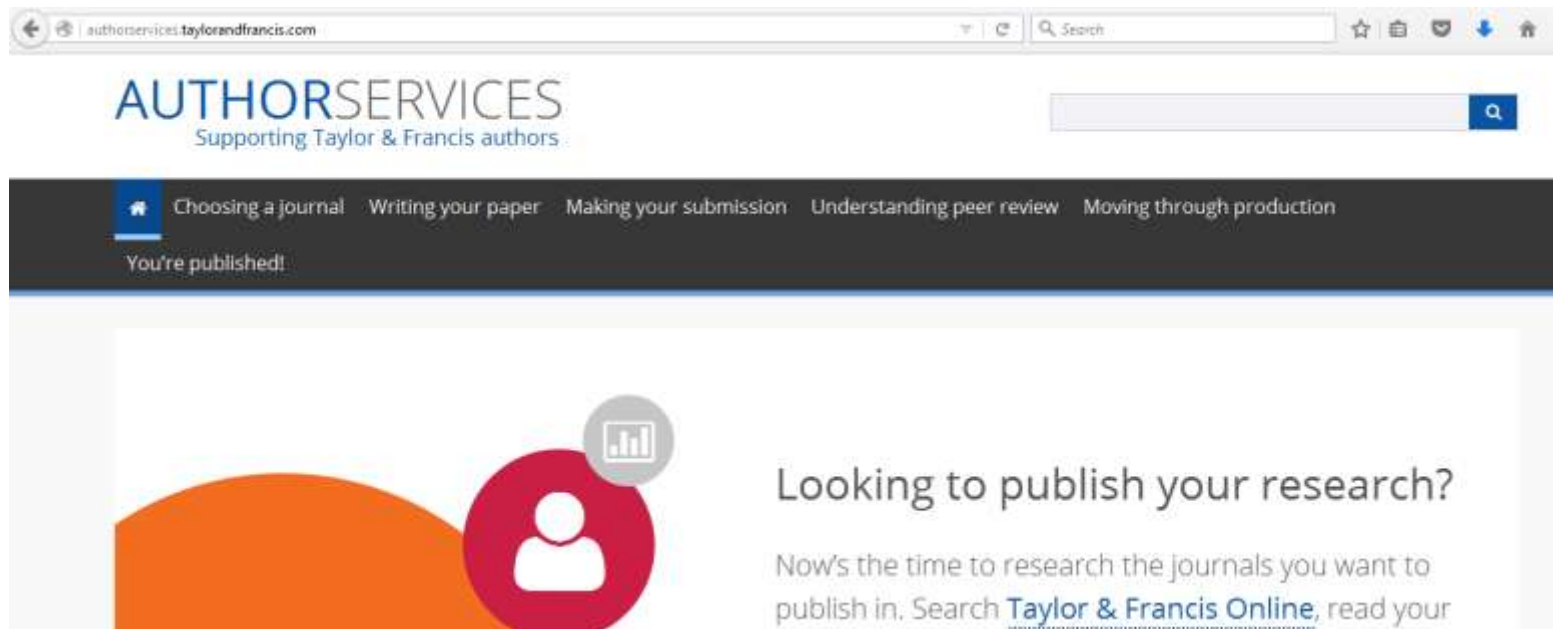 authorservices.taylorandfrancis.com
Search
AUTHORSERVICES
Supporting Taylor & Francis authors
Choosing a journal Writing your paper Making your submission Understanding peer review Moving through production
You're published!
Looking to publish your research?
Now's the time to research the journals you want to
publish in. Search Taylor & Francis Online, read your